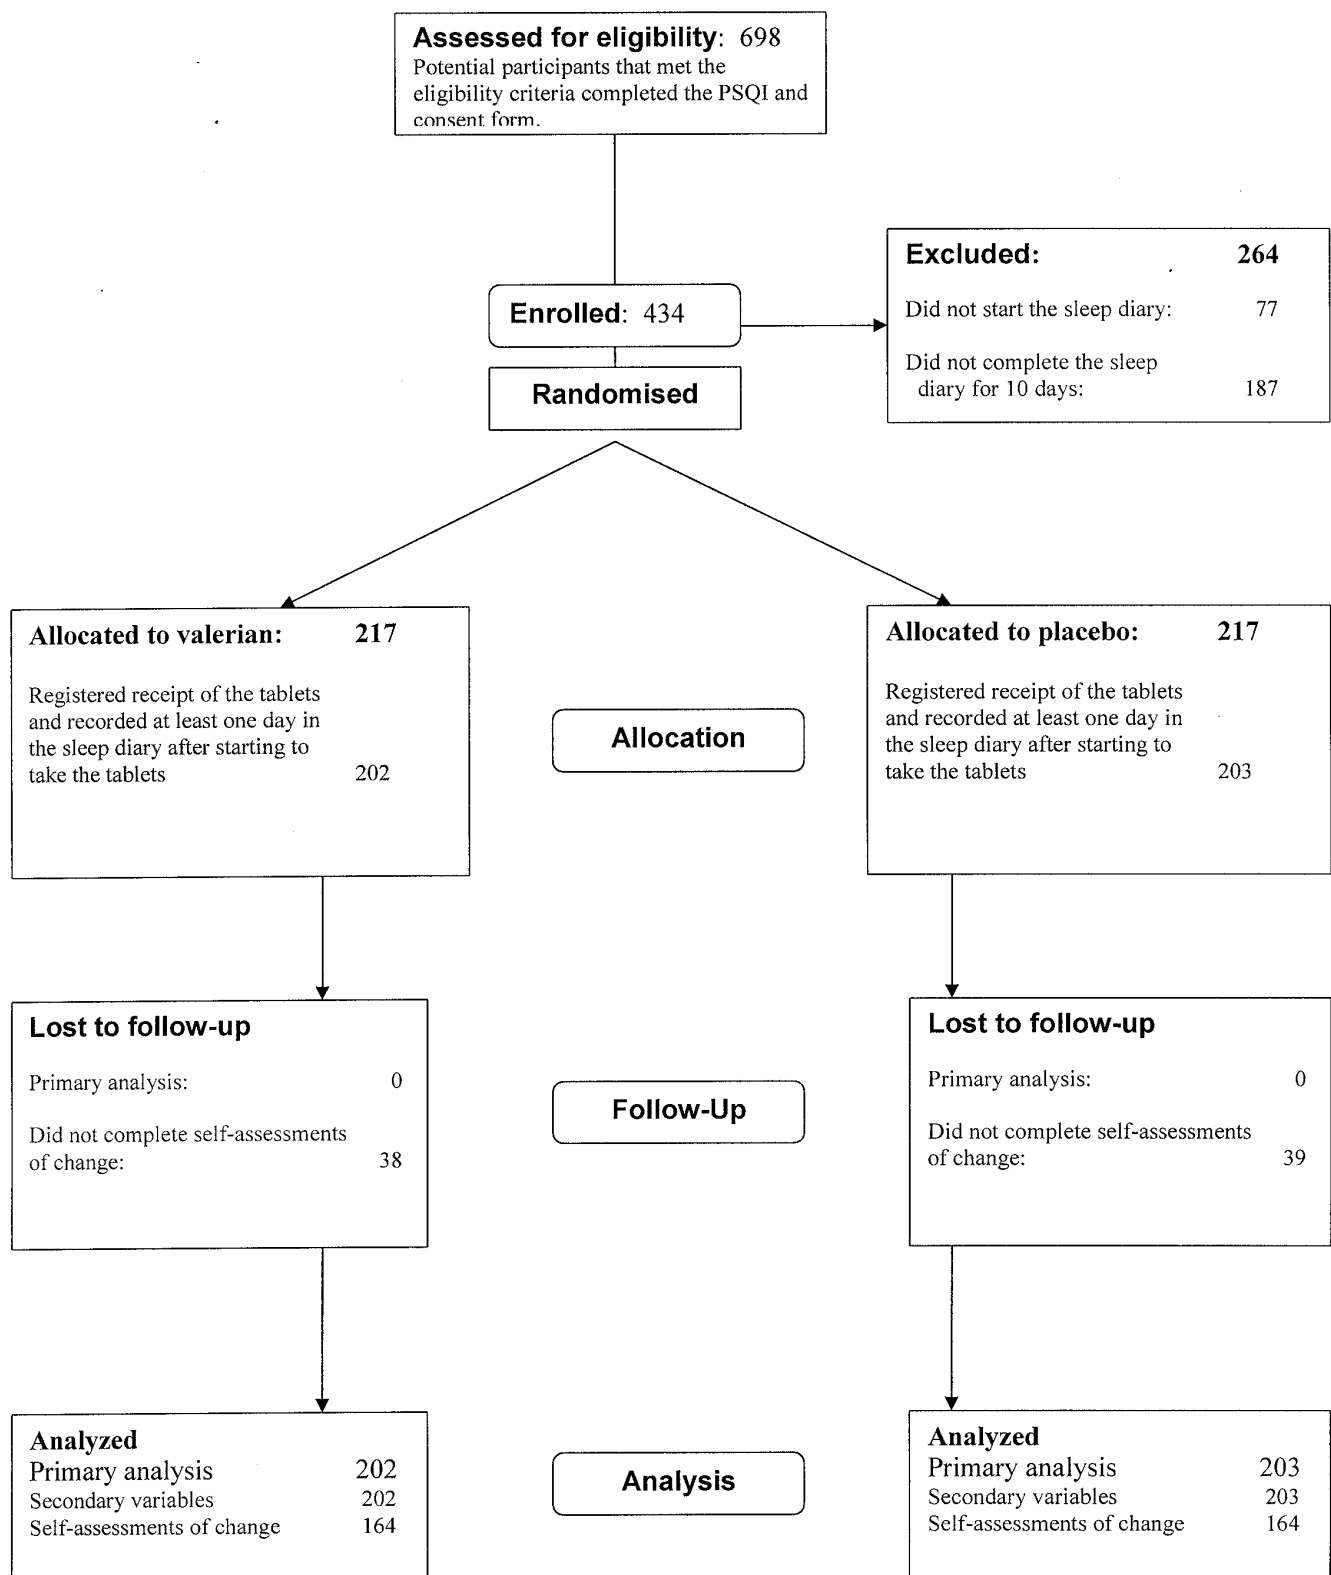 Assessed for eligibility: 698
Potential participants that met the
eligibility criteria completed the PSQI and
consent form.
Excluded: 264
Did not start the sleep diary: 77
Did not complete the sleep
diary for 10 days: 187
Enrolled: 434
Randomised
Allocated to valerian: 217
Registered receipt of the tablets
and recorded at least one day in
the sleep diary after starting to
take the tablets 202
Allocation
Allocated to placebo: 217
Registered receipt of the tablets
and recorded at least one day in
the sleep diary after starting to
take the tablets 203
Lost to follow-up
Primary analysis: 0
Did not complete self-assessments
of change: 38
Follow-Up
Lost to follow-up
Primary analysis: 0
Did not complete self-assessments
of change: 39
Analyzed
Primary analysis 202
Secondary variables 202
Self-assessments of change 164
Analysis
Analyzed
Primary analysis 203
Secondary variables 203
Self-assessments of change 164